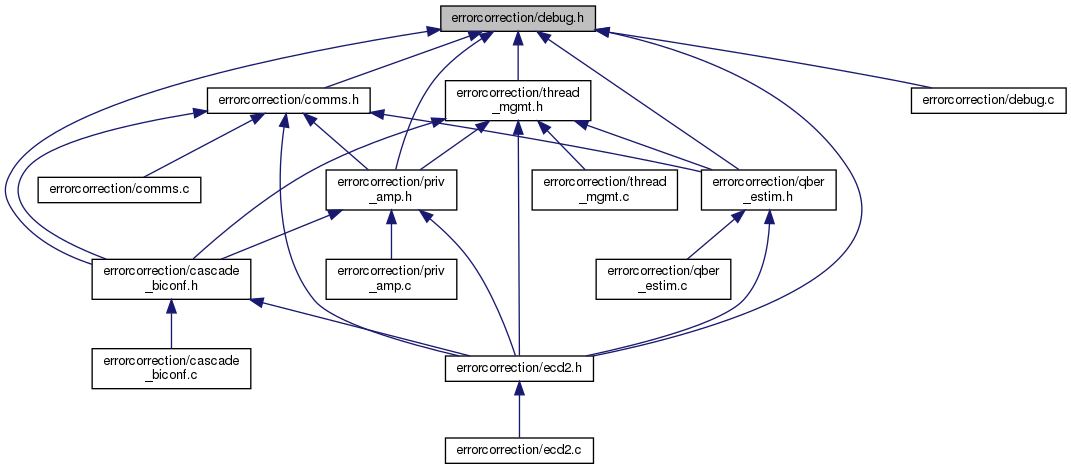 errorcorrection/debug.h
errorcorrection/comms.h
errorcorrection/thread
_mgmt.h
errorcorrection/debug.c
errorcorrection/comms.c
errorcorrection/priv
_amp.h
errorcorrection/thread
_mgmt.c
errorcorrection/qber
_estim.h
errorcorrection/cascade
_biconf.h
errorcorrection/priv
_amp.c
errorcorrection/qber
_estim.c
errorcorrection/cascade
_biconf.c
errorcorrection/ecd2.h
errorcorrection/ecd2.c